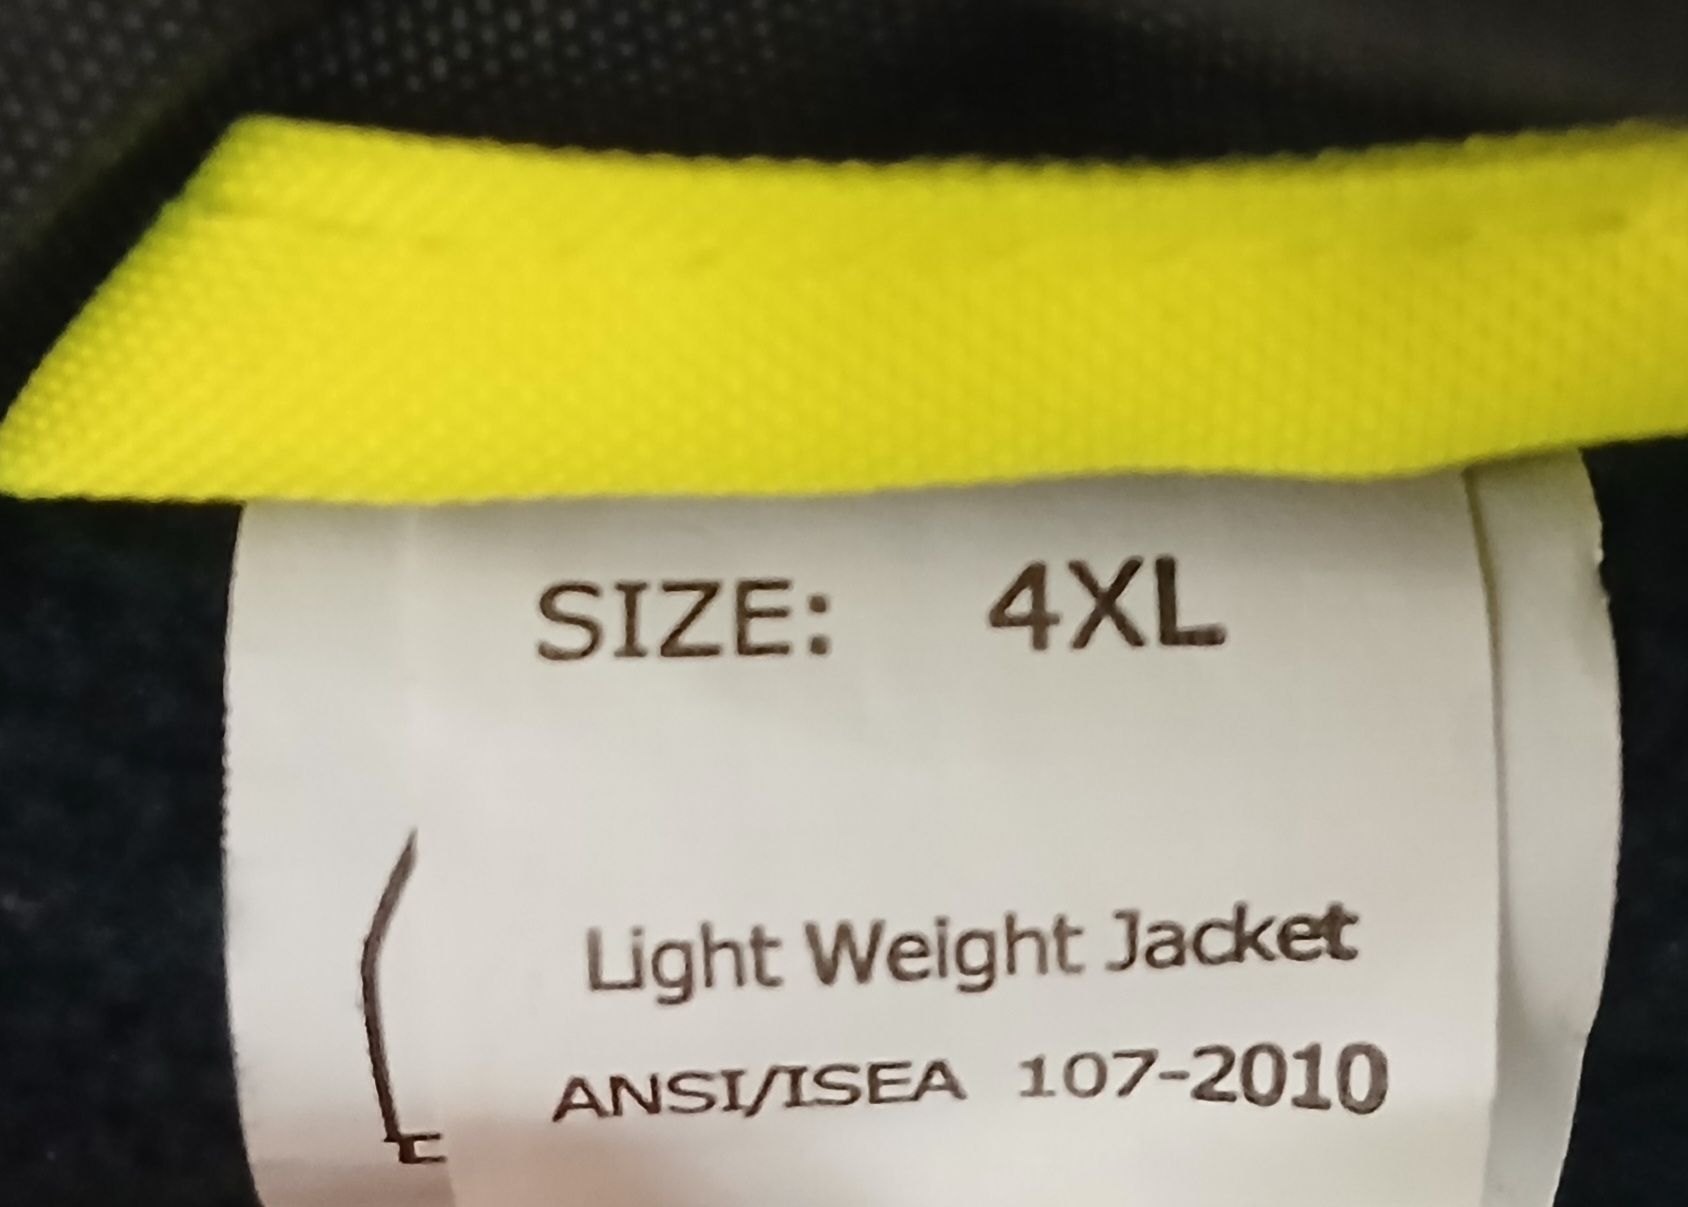 SIZE: 4XL
Light Weight Jacket
ANSI/ISEA 107-2010